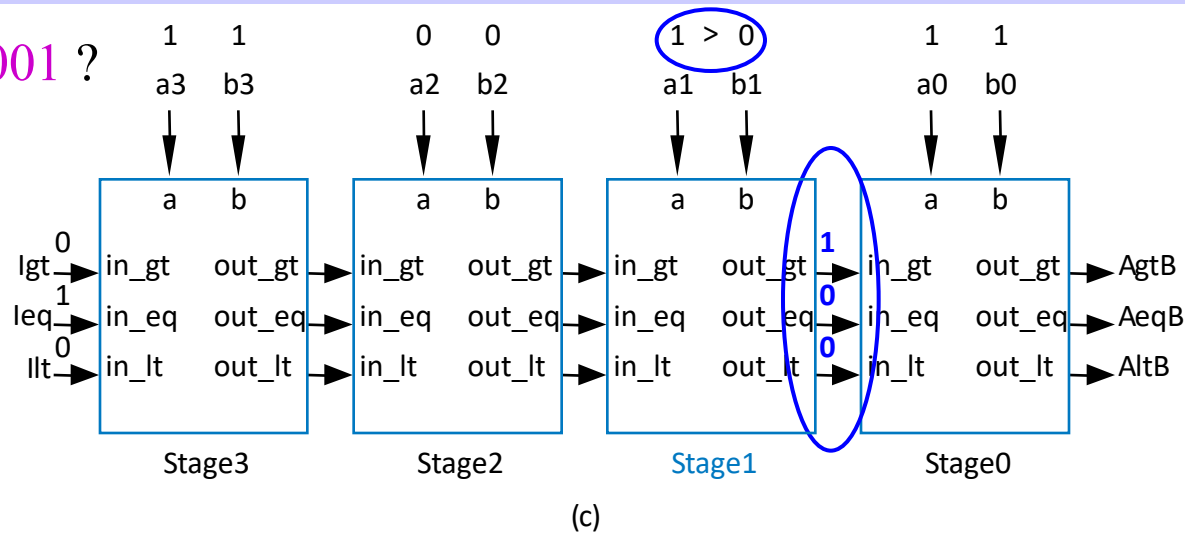 001 ?
1 1 0 0 1 > 0 1 1
a3 b3 a2 b2 a1 b1 a0 b0
a b a b a b a b
0 1
Igt in_gt out_gt in_gt out_gt in_gt out_gt in_gt out_gt AgtB
1 0
Ieq in_eq out_eq in_eq out_eq in_eq out_eq in_eq out_eq AeqB
0 0
Ilt in_lt out_lt in_lt out_lt in_lt out_lt in_lt out_lt AltB
Stage3 Stage2 Stage1 Stage0
(c)